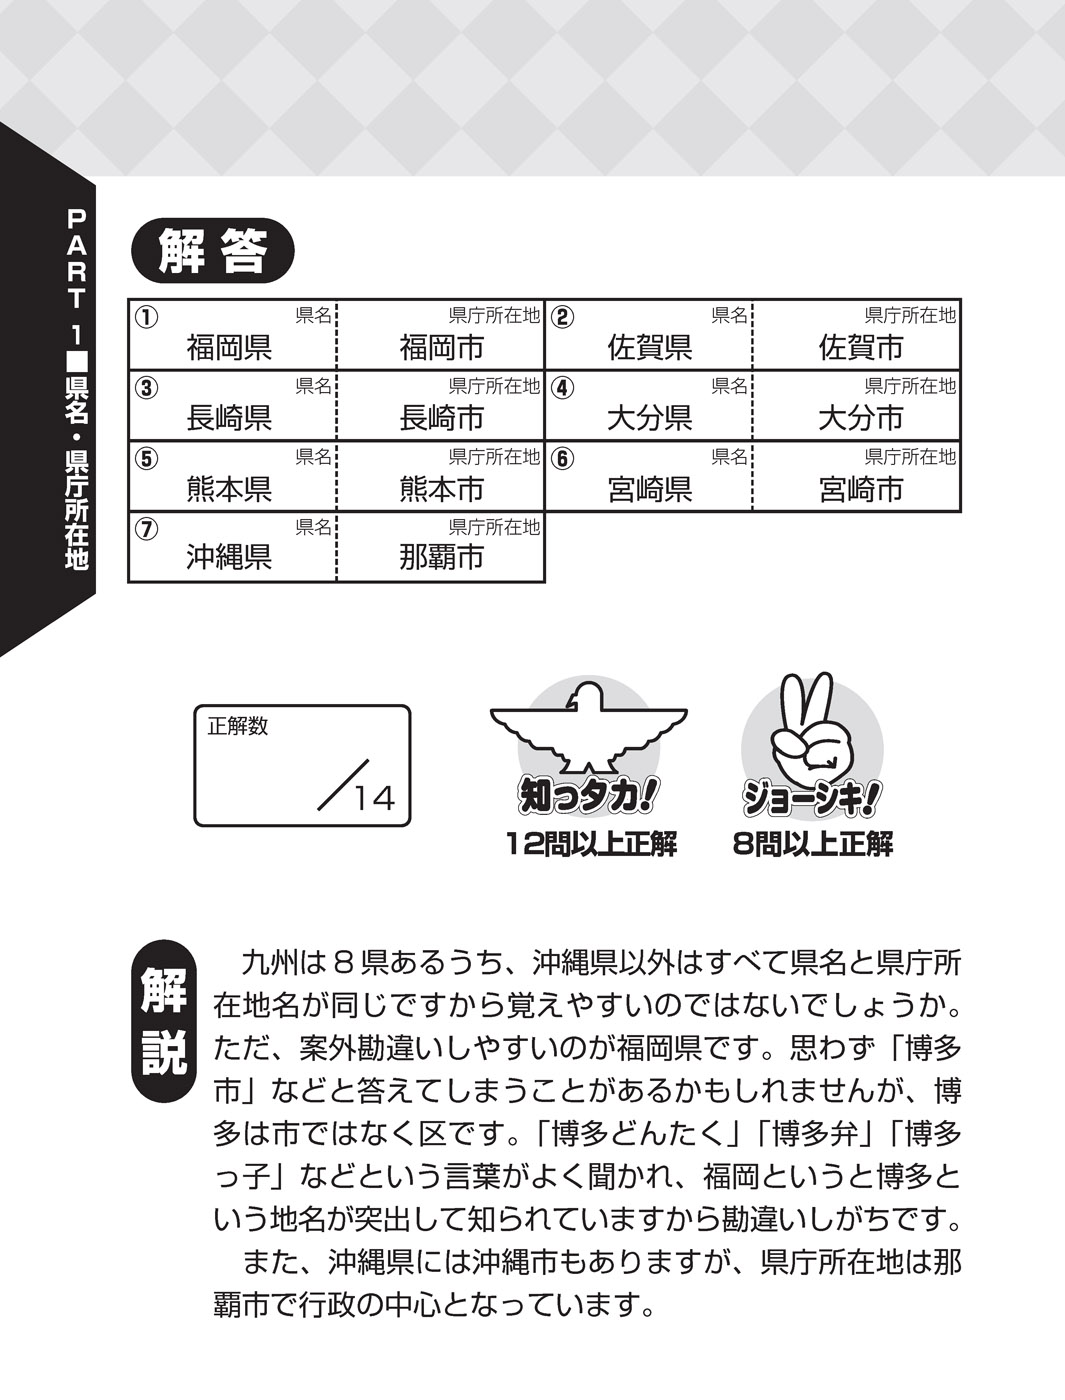 PART 1■県名・県庁所在地
解答
① 県名 県庁所在地 ② 県名 県庁所在地
福岡県 福岡市 佐賀県 佐賀市
③ 県名 県庁所在地 ④ 県名 県庁所在地
長崎県 長崎市 大分県 大分市
⑤ 県名 県庁所在地 ⑥ 県名 県庁所在地
熊本県 熊本市 宮崎県 宮崎市
⑦ 県名 県庁所在地
沖縄県 那覇市
正解数
／14
知っタカ！
12問以上正解
ジョーシキ！
8問以上正解
解説
九州は８県あるうち、沖縄県以外はすべて県名と県庁所
在地名が同じですから覚えやすいのではないでしょうか。
ただ、案外勘違いしやすいのが福岡県です。思わず「博多
市」などと答えてしまうことがあるかもしれませんが、博
多は市ではなく区です。「博多どんたく」「博多弁」「博多
っ子」などという言葉がよく聞かれ、福岡というと博多と
いう地名が突出して知られていますから勘違いしがちです。
また、沖縄県には沖縄市もありますが、県庁所在地は那
覇市で行政の中心となっています。